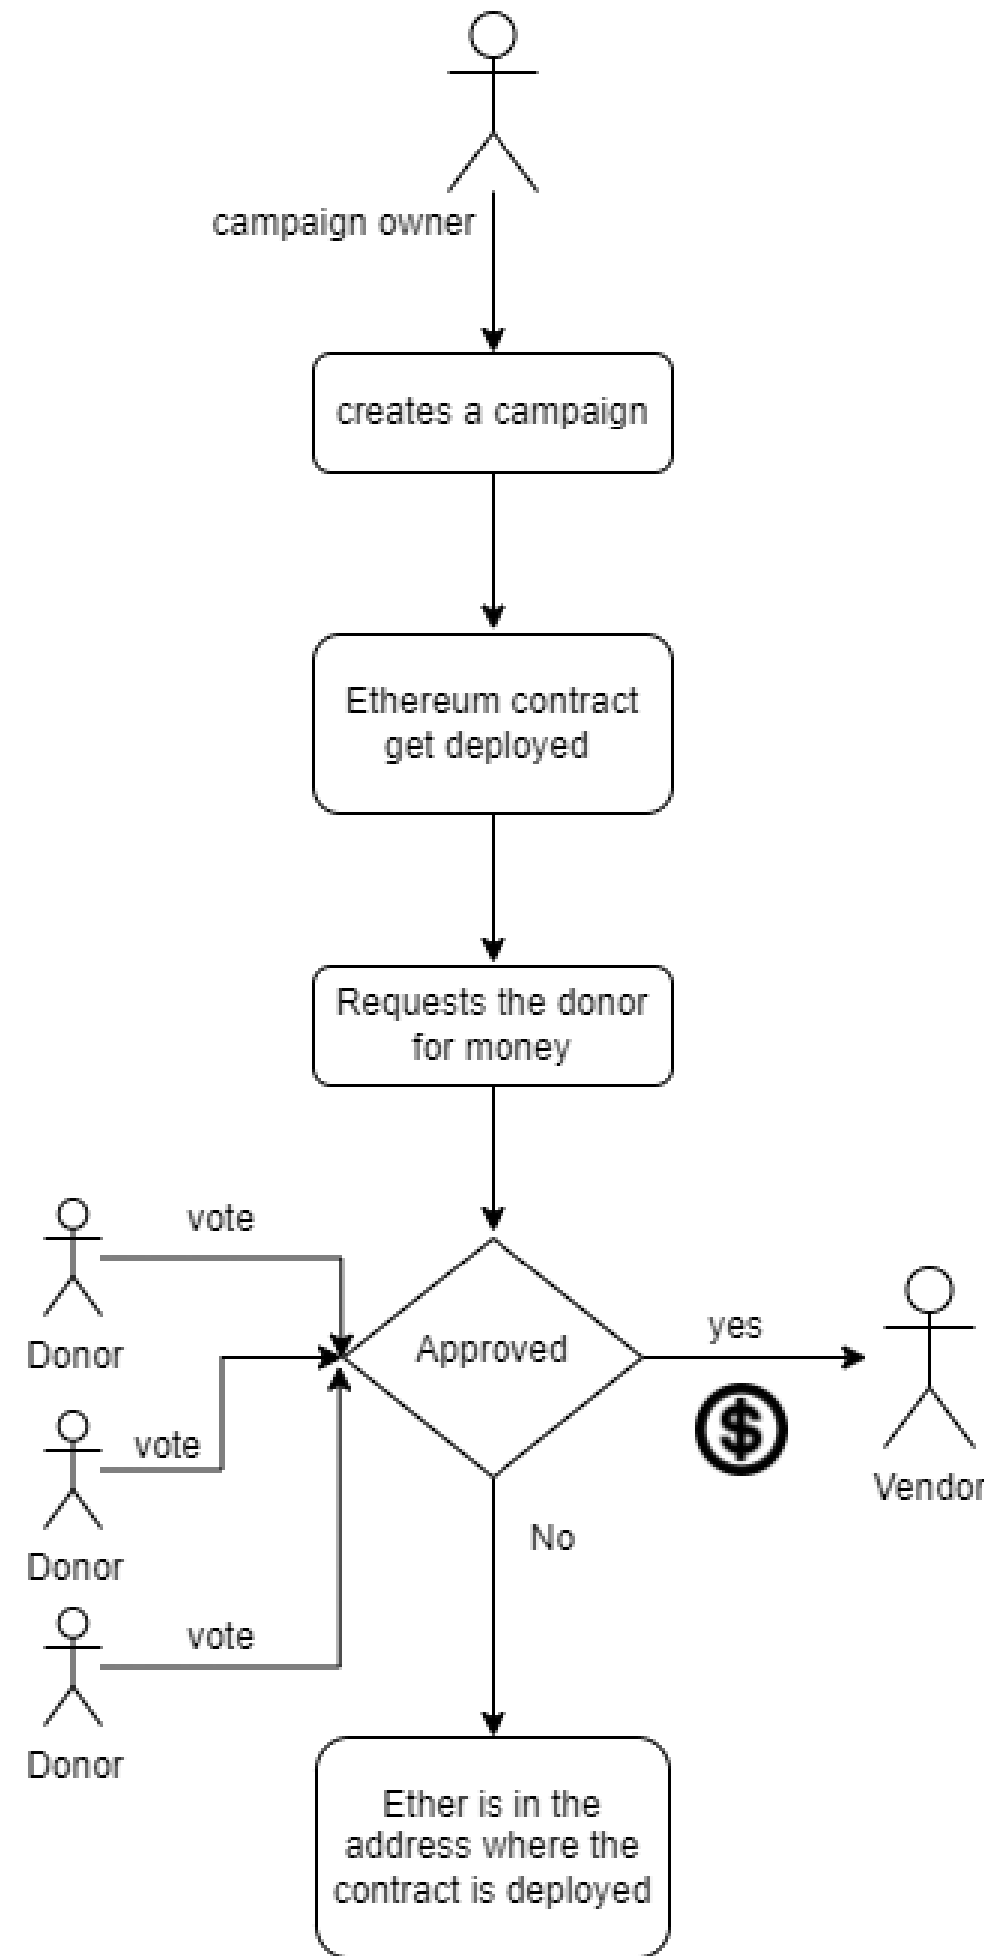 campaign owner
creates a campaign
Ethereum contract
get deployed
Requests the donor
for money
vote
Donor
Approved
yes
$
Vendor
vote
Donor
No
vote
Donor
Ether is in the
address where the
contract is deployed